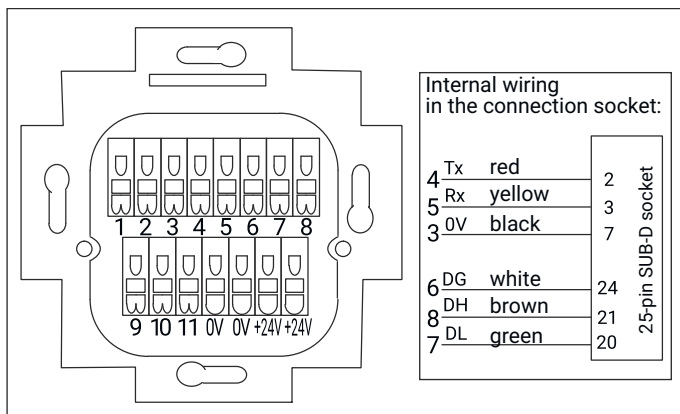 1 2 3 4 5 6 7 8
9 10 11 0V 0V +24V +24V
Internal wiring
in the connection socket:
4 Tx red 2
5 Rx yellow 3
3 0V black 7
6 DG white 24
8 DH brown 21
7 DL green 20
25-pin SUB-D socket